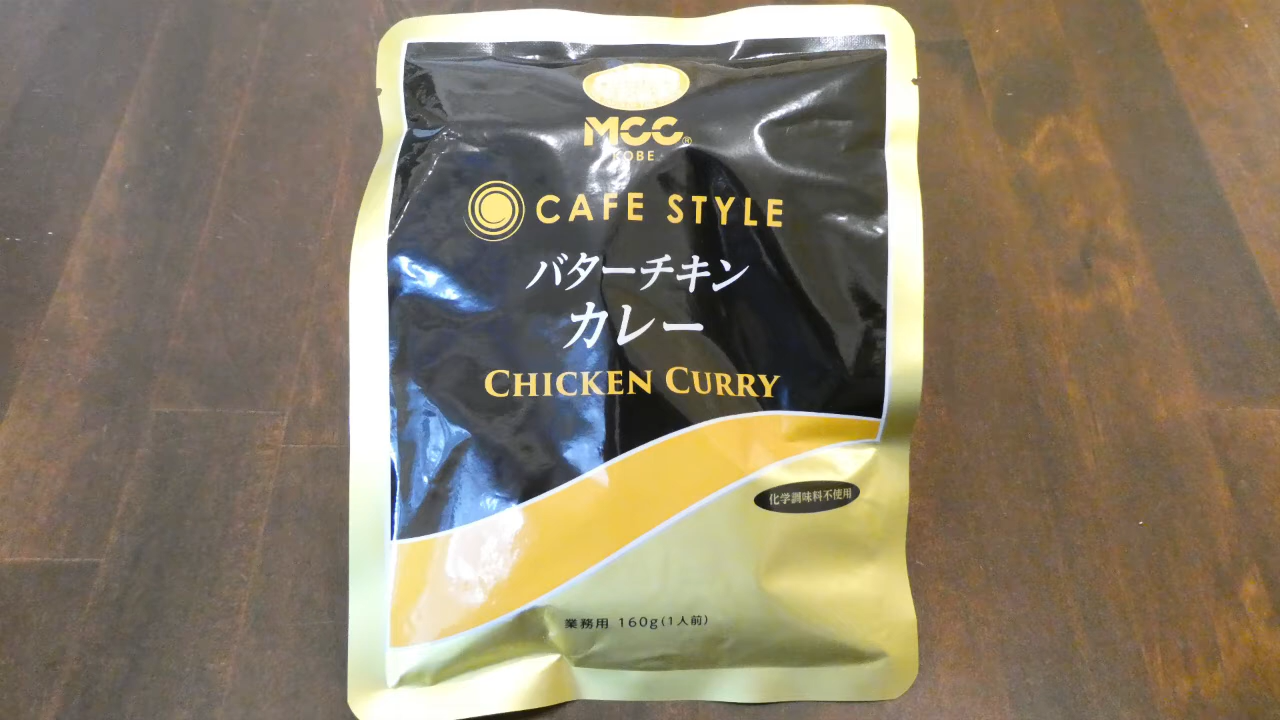 MCC®
KOBE
CAFE STYLE
バターチキン
カレー
CHICKEN CURRY
化学調味料不使用
業務用 160g(1人前)